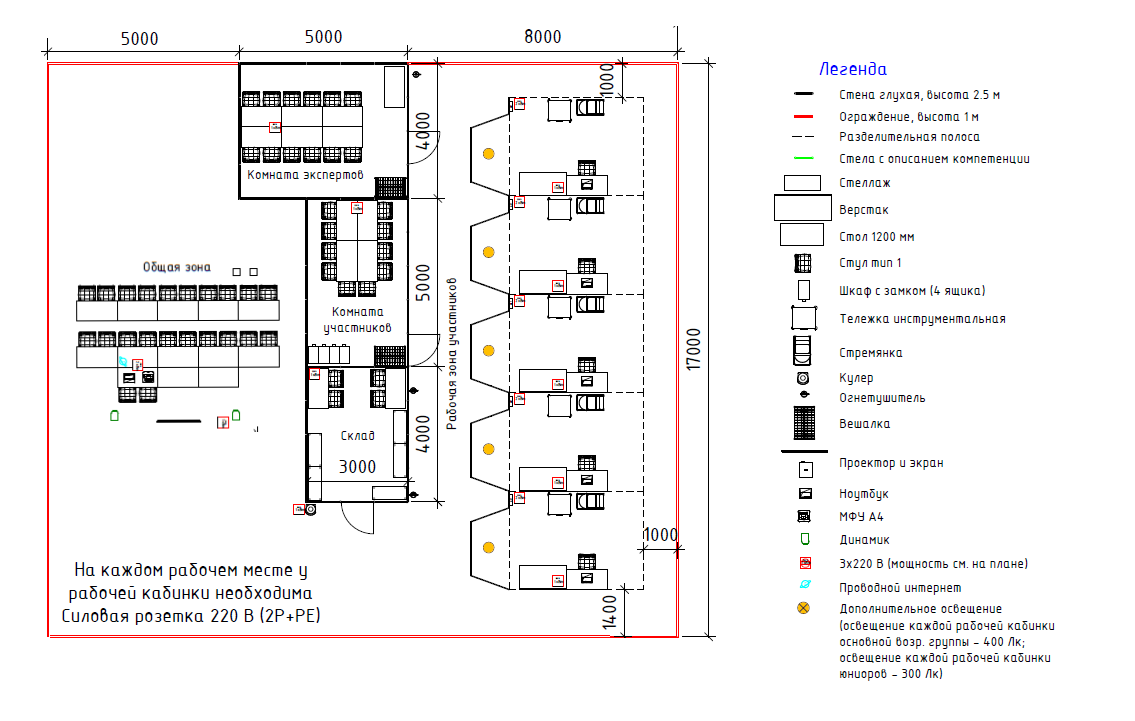 5000
5000
8000
1000
4000
Комната экспертов
Общая зона
5000
Комната
участников
Рабочая зона участников
17000
4000
Склад
3000
1000
1400
На каждом рабочем месте у
рабочей кабинки необходима
Силовая розетка 220 В (2P+PE)
Легенда
Стена глухая, высота 2.5 м
Ограждение, высота 1 м
Разделительная полоса
Стела с описанием компетенции
Стеллаж
Верстак
Стол 1200 мм
Стул тип 1
Шкаф с замком (4 ящика)
Тележка инструментальная
Стремянка
Кулер
Огнетушитель
Вешалка
Проектор и экран
Ноутбук
МФУ А4
Динамик
3х220 В (мощность см. на плане)
Проводной интернет
Дополнительное освещение
(освещение каждой рабочей кабинки
основной возр. группы – 400 Лк;
освещение каждой рабочей кабинки
юниоров – 300 Лк)